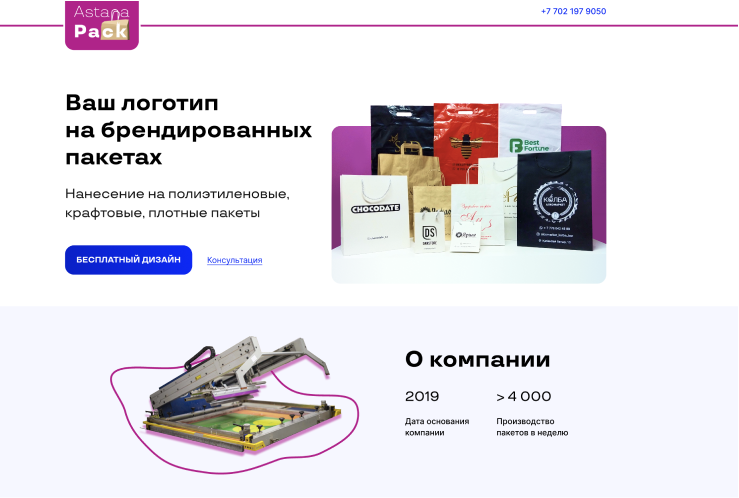 Astana
Pack
+7 702 197 9050
Ваш логотип
на брендированных
пакетах
Нанесение на полиэтиленовые,
крафтовые, плотные пакеты
БЕСПЛАТНЫЙ ДИЗАЙН
Консультация
Best
Fortune
CHOCODATE
DS
КОЛБА
О компании
2019
> 4 000
Дата основания
компании
Производство
пакетов в неделю